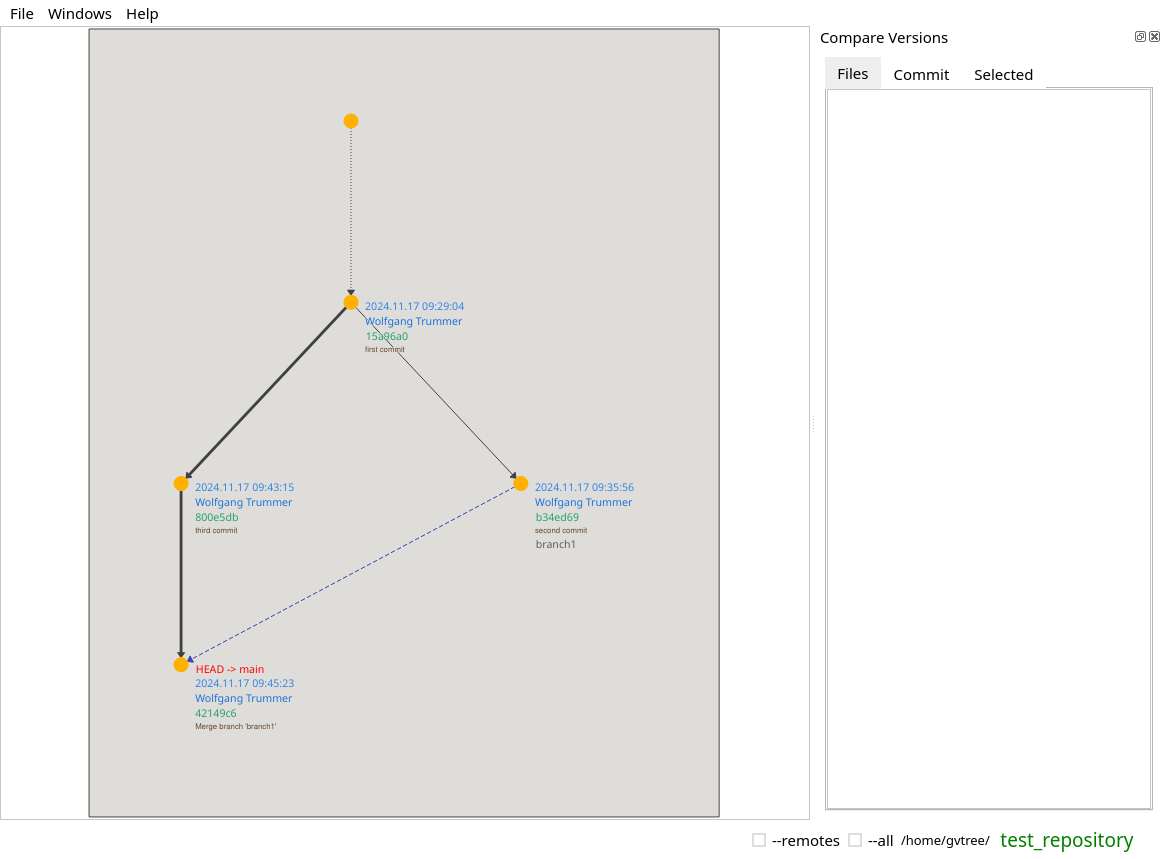 File Windows Help
Compare Versions
Files Commit Selected
2024.11.17 09:29:04
Wolfgang Trummer
15a96a0
first commit
2024.11.17 09:43:15
Wolfgang Trummer
800e5db
third commit
2024.11.17 09:35:56
Wolfgang Trummer
b34ed69
second commit
branch1
HEAD -> main
2024.11.17 09:45:23
Wolfgang Trummer
42149c6
Merge branch 'branch1'
--remotes --all /home/gvtree/ test_repository